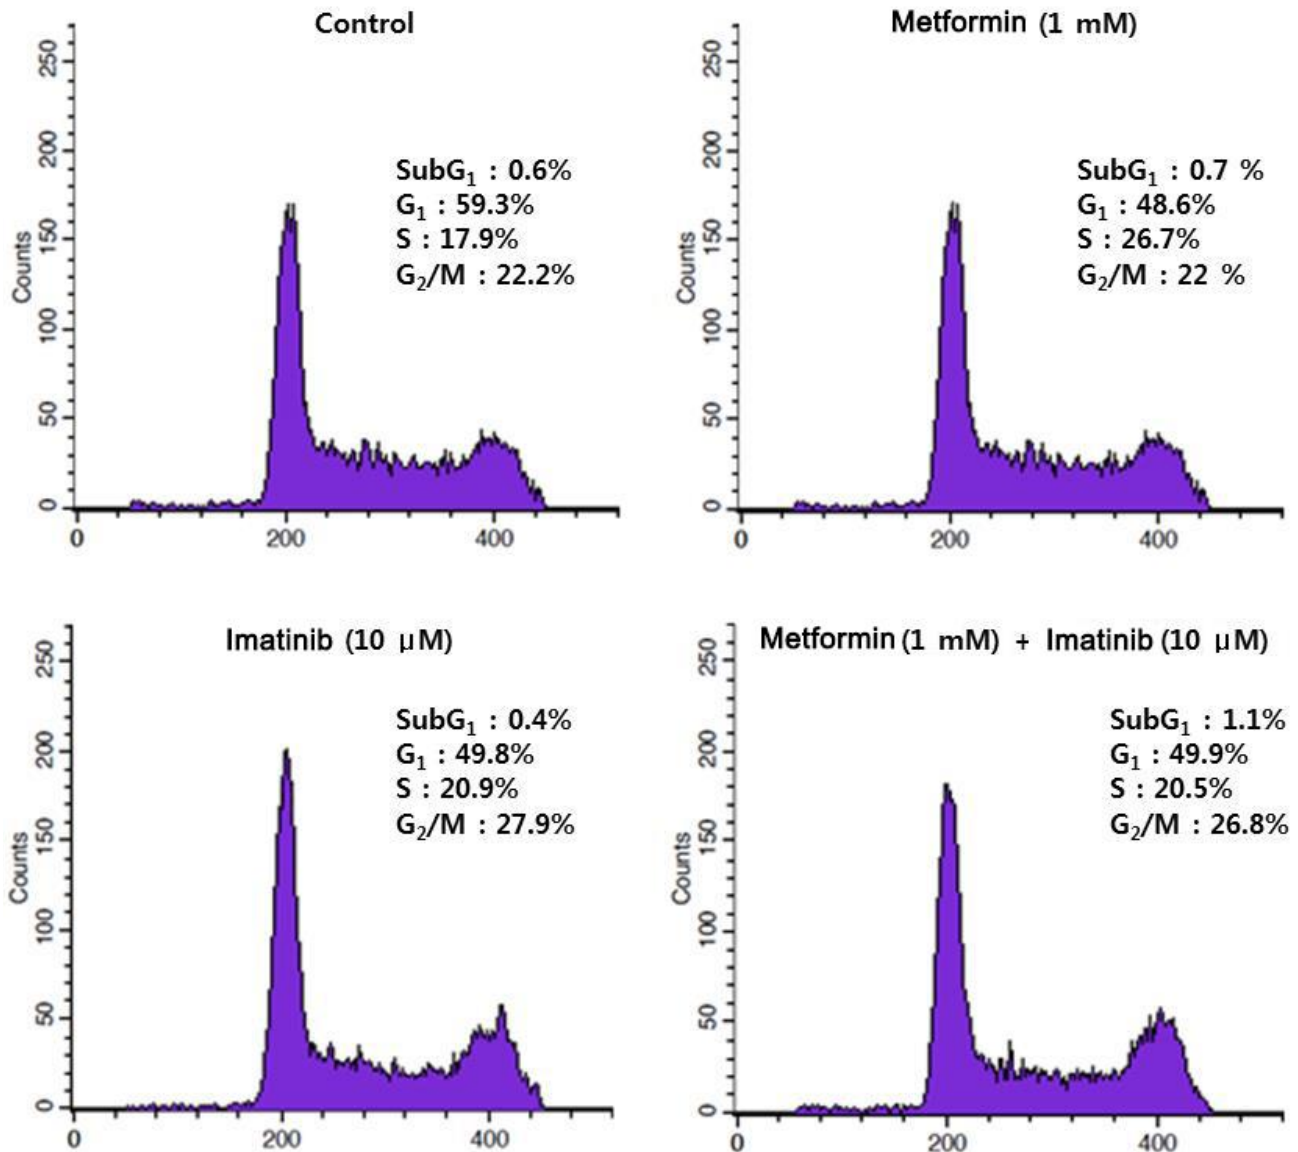 Control
250
200
150
100
50
0
Counts
SubG₁ : 0.6%
G₁ : 59.3%
S : 17.9%
G₂/M : 22.2%
0 200 400
Metformin (1 mM)
250
200
150
100
50
0
Counts
SubG₁ : 0.7 %
G₁ : 48.6%
S : 26.7%
G₂/M : 22 %
0 200 400
Imatinib (10 μM)
250
200
150
100
50
0
Counts
SubG₁ : 0.4%
G₁ : 49.8%
S : 20.9%
G₂/M : 27.9%
0 200 400
Metformin (1 mM) + Imatinib (10 μM)
250
200
150
100
50
0
Counts
SubG₁ : 1.1%
G₁ : 49.9%
S : 20.5%
G₂/M : 26.8%
0 200 400